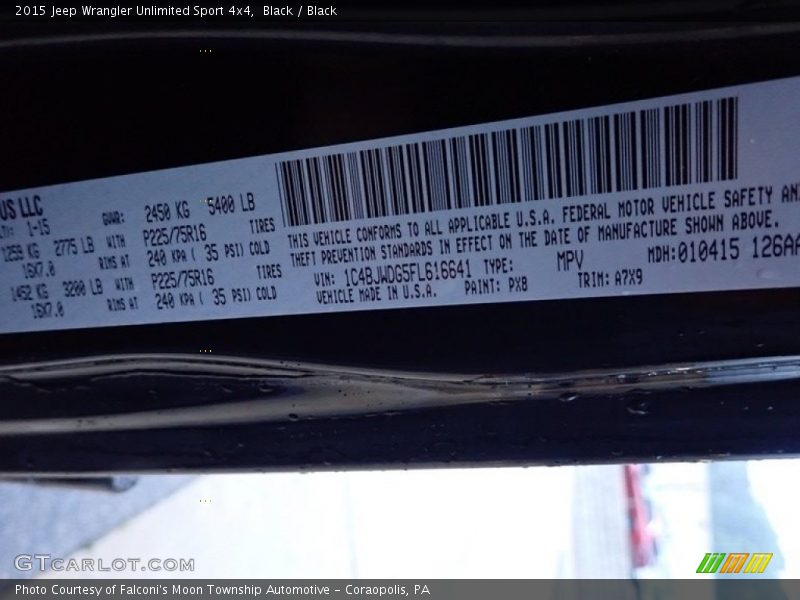 2015 Jeep Wrangler Unlimited Sport 4x4, Black / Black
US LLC
1-15 GVWR: 2450 KG 5400 LB
1259 KG 2775 LB WITH P225/75R16 TIRES
16X7.0 RIMS AT 240 KPA ( 35 PSI) COLD
1452 KG 3200 LB WITH P225/75R16 TIRES
16X7.0 RIMS AT 240 KPA ( 35 PSI) COLD
THIS VEHICLE CONFORMS TO ALL APPLICABLE U.S.A. FEDERAL MOTOR VEHICLE SAFETY AN
THEFT PREVENTION STANDARDS IN EFFECT ON THE DATE OF MANUFACTURE SHOWN ABOVE.
VIN: 1C4BJWDG5FL616641 TYPE: MPV MDH:010415 126AA
VEHICLE MADE IN U.S.A. PAINT: PX8 TRIM: A7X9
GTCARLOT.COM
Photo Courtesy of Falconi's Moon Township Automotive - Coraopolis, PA